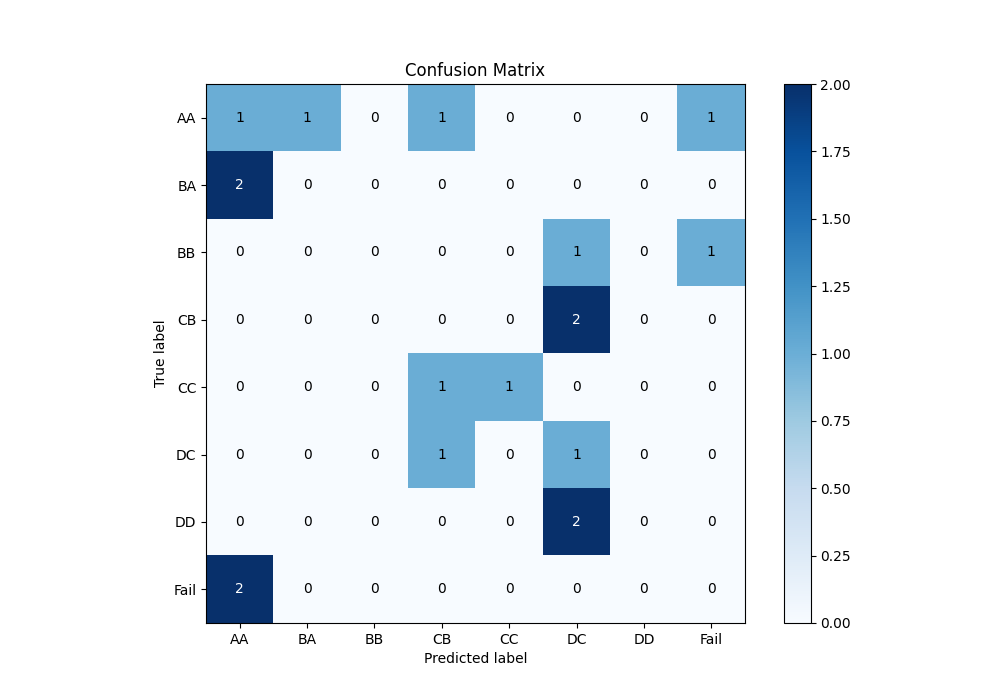 Confusion Matrix
True label
AA 1 1 0 1 0 0 0 1
BA 2 0 0 0 0 0 0 0
BB 0 0 0 0 0 1 0 1
CB 0 0 0 0 0 2 0 0
CC 0 0 0 1 1 0 0 0
DC 0 0 0 1 0 1 0 0
DD 0 0 0 0 0 2 0 0
Fail 2 0 0 0 0 0 0 0
AA BA BB CB CC DC DD Fail
Predicted label
2.00
1.75
1.50
1.25
1.00
0.75
0.50
0.25
0.00